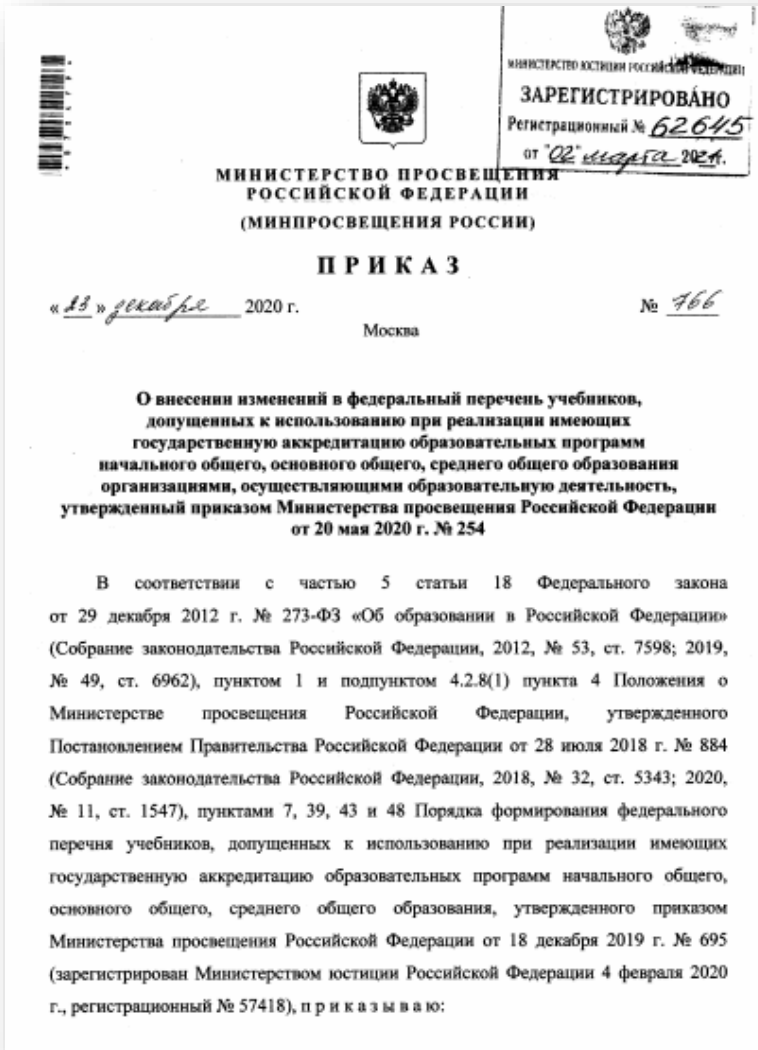 МИНИСТЕРСТВО ЮСТИЦИИ РОССИЙСКОЙ ФЕДЕРАЦИИ
ЗАРЕГИСТРИРОВАНО
Регистрационный № 62645
от "02" марта 2021г.
МИНИСТЕРСТВО ПРОСВЕЩЕНИЯ
РОССИЙСКОЙ ФЕДЕРАЦИИ
(МИНПРОСВЕЩЕНИЯ РОССИИ)
ПРИКАЗ
« 23 » декабря 2020 г. № 766
Москва
О внесении изменений в федеральный перечень учебников,
допущенных к использованию при реализации имеющих
государственную аккредитацию образовательных программ
начального общего, основного общего, среднего общего образования
организациями, осуществляющими образовательную деятельность,
утвержденный приказом Министерства просвещения Российской Федерации
от 20 мая 2020 г. № 254
В соответствии с частью 5 статьи 18 Федерального закона
от 29 декабря 2012 г. № 273-ФЗ «Об образовании в Российской Федерации»
(Собрание законодательства Российской Федерации, 2012, № 53, ст. 7598; 2019,
№ 49, ст. 6962), пунктом 1 и подпунктом 4.2.8(1) пункта 4 Положения о
Министерстве просвещения Российской Федерации, утвержденного
Постановлением Правительства Российской Федерации от 28 июля 2018 г. № 884
(Собрание законодательства Российской Федерации, 2018, № 32, ст. 5343; 2020,
№ 11, ст. 1547), пунктами 7, 39, 43 и 48 Порядка формирования федерального
перечня учебников, допущенных к использованию при реализации имеющих
государственную аккредитацию образовательных программ начального общего,
основного общего, среднего общего образования, утвержденного приказом
Министерства просвещения Российской Федерации от 18 декабря 2019 г. № 695
(зарегистрирован Министерством юстиции Российской Федерации 4 февраля 2020
г., регистрационный № 57418), п р и к а з ы в а ю: